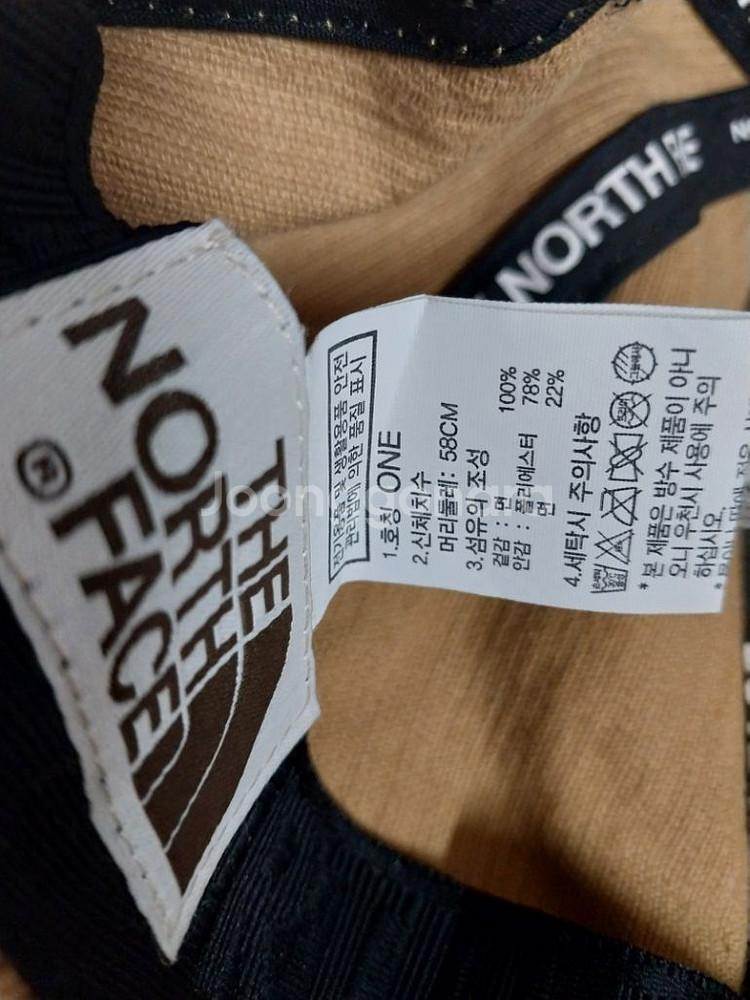 THE
NORTH
FACE
®
NORTH
전기용품 및 생활용품 안전
관리법에 의한 품질 표시
1.호칭 ONE
2.신체치수
머리둘레: 58CM
3.섬유의 조성
겉감 : 면 100%
안감 : 폴리에스터 78%
면 22%
4.세탁시 주의사항
* 본 제품은 방수 제품이 아니
오니 우천시 사용에 주의
하십시오.
Joonggonara